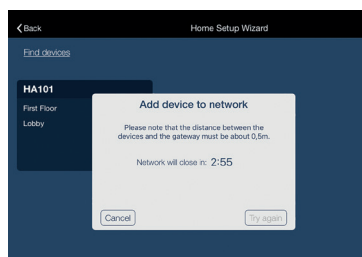 Back
Home Setup Wizard
Find devices
HA101
First Floor
Lobby
Add device to network
Please note that the distance between the
devices and the gateway must be about 0,5m.
Network will close in: 2:55
Cancel
Try again